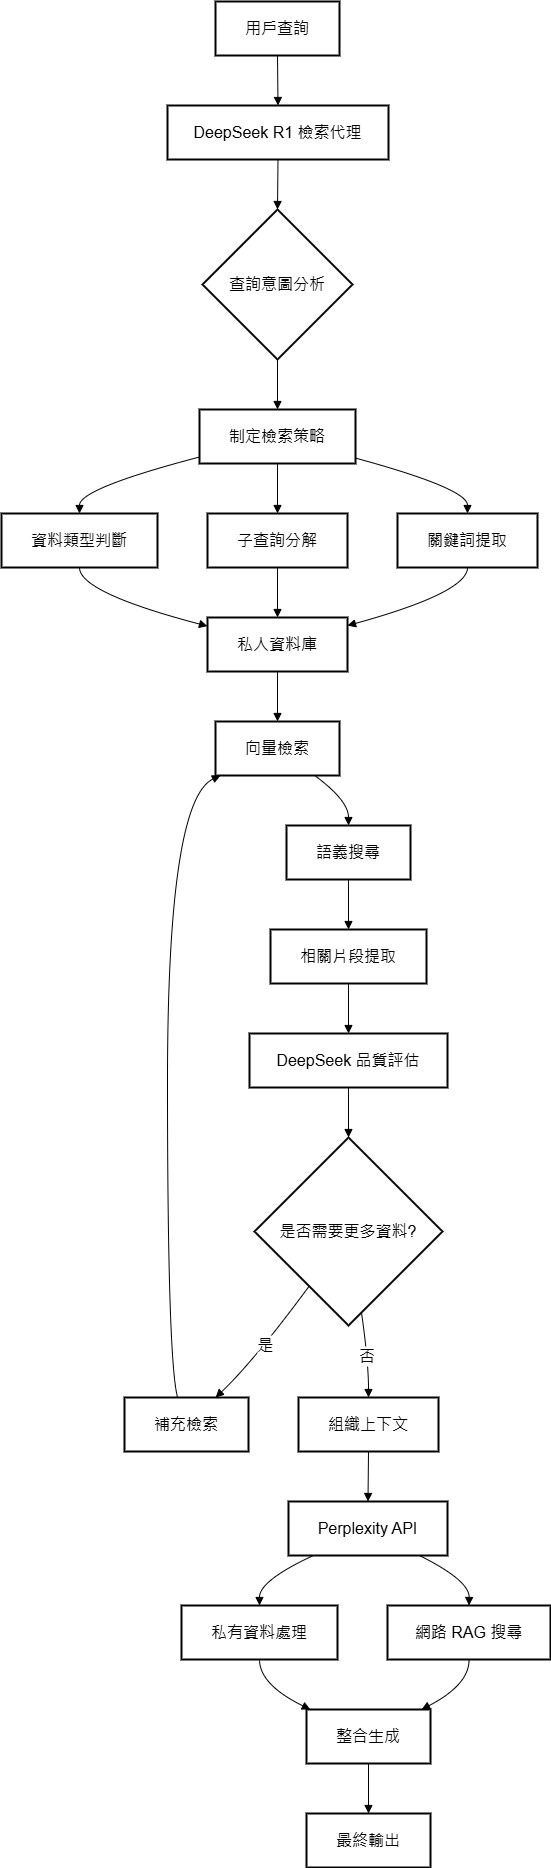 用戶查詢
DeepSeek R1 檢索代理
查詢意圖分析
制定檢索策略
資料類型判斷
子查詢分解
關鍵詞提取
私人資料庫
向量檢索
語義搜尋
相關片段提取
DeepSeek 品質評估
是否需要更多資料?
是
否
補充檢索
組織上下文
Perplexity API
私有資料處理
網路 RAG 搜尋
整合生成
最終輸出